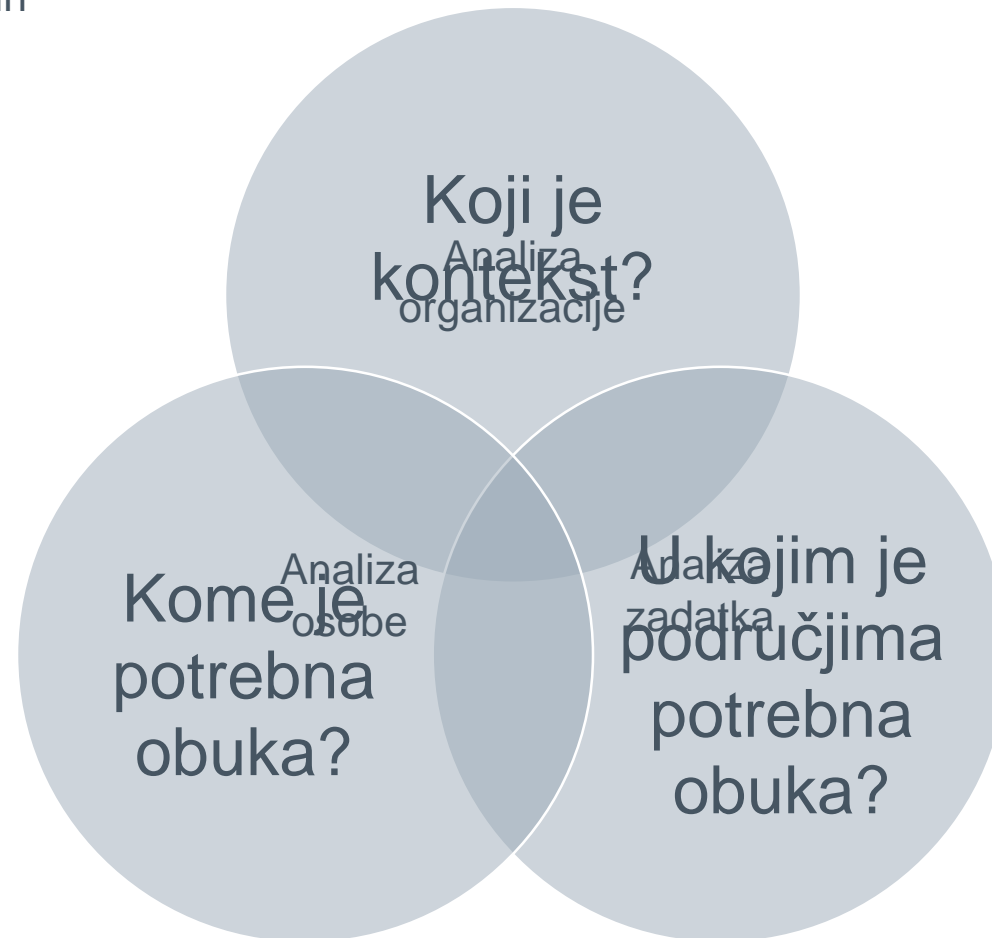 Koji je
kontekst?
Analiza
organizacije
Kome je
potrebna
obuka?
Analiza
osobe
U kojim je
područjima
potrebna
obuka?
Analiza
zadatka